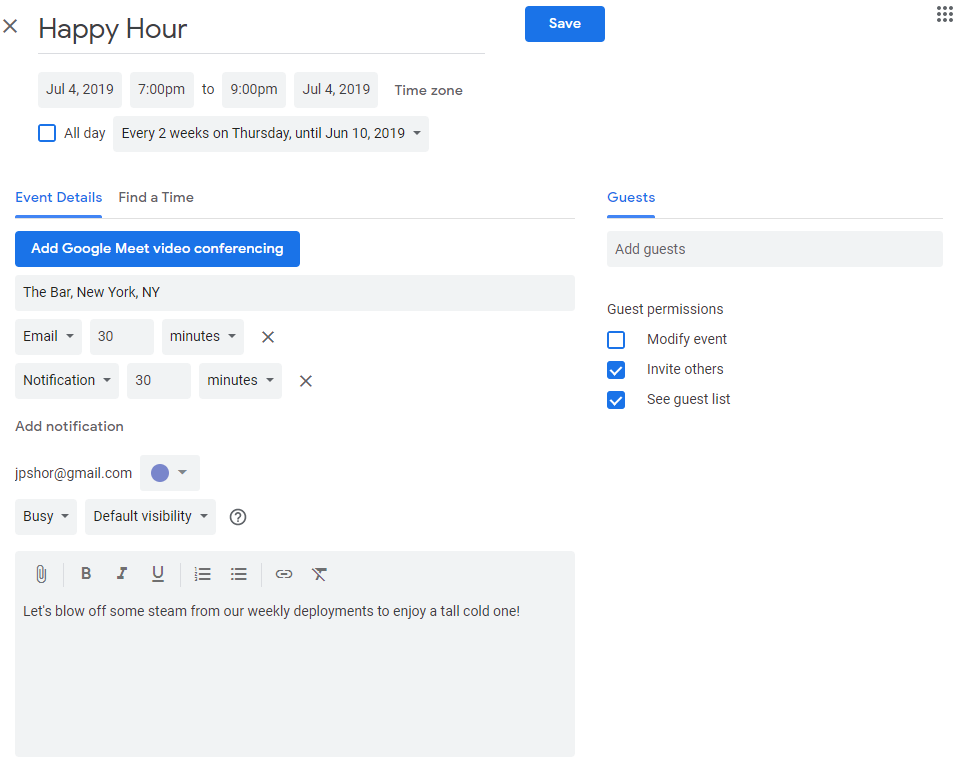 Happy Hour
Save
Jul 4, 2019 7:00pm to 9:00pm Jul 4, 2019 Time zone
All day Every 2 weeks on Thursday, until Jun 10, 2019
Event Details Find a Time
Guests
Add Google Meet video conferencing
Add guests
The Bar, New York, NY
Guest permissions
Email 30 minutes
Modify event
Invite others
Notification 30 minutes
See guest list
Add notification
jpshor@gmail.com
Busy Default visibility
B I U
Let's blow off some steam from our weekly deployments to enjoy a tall cold one!